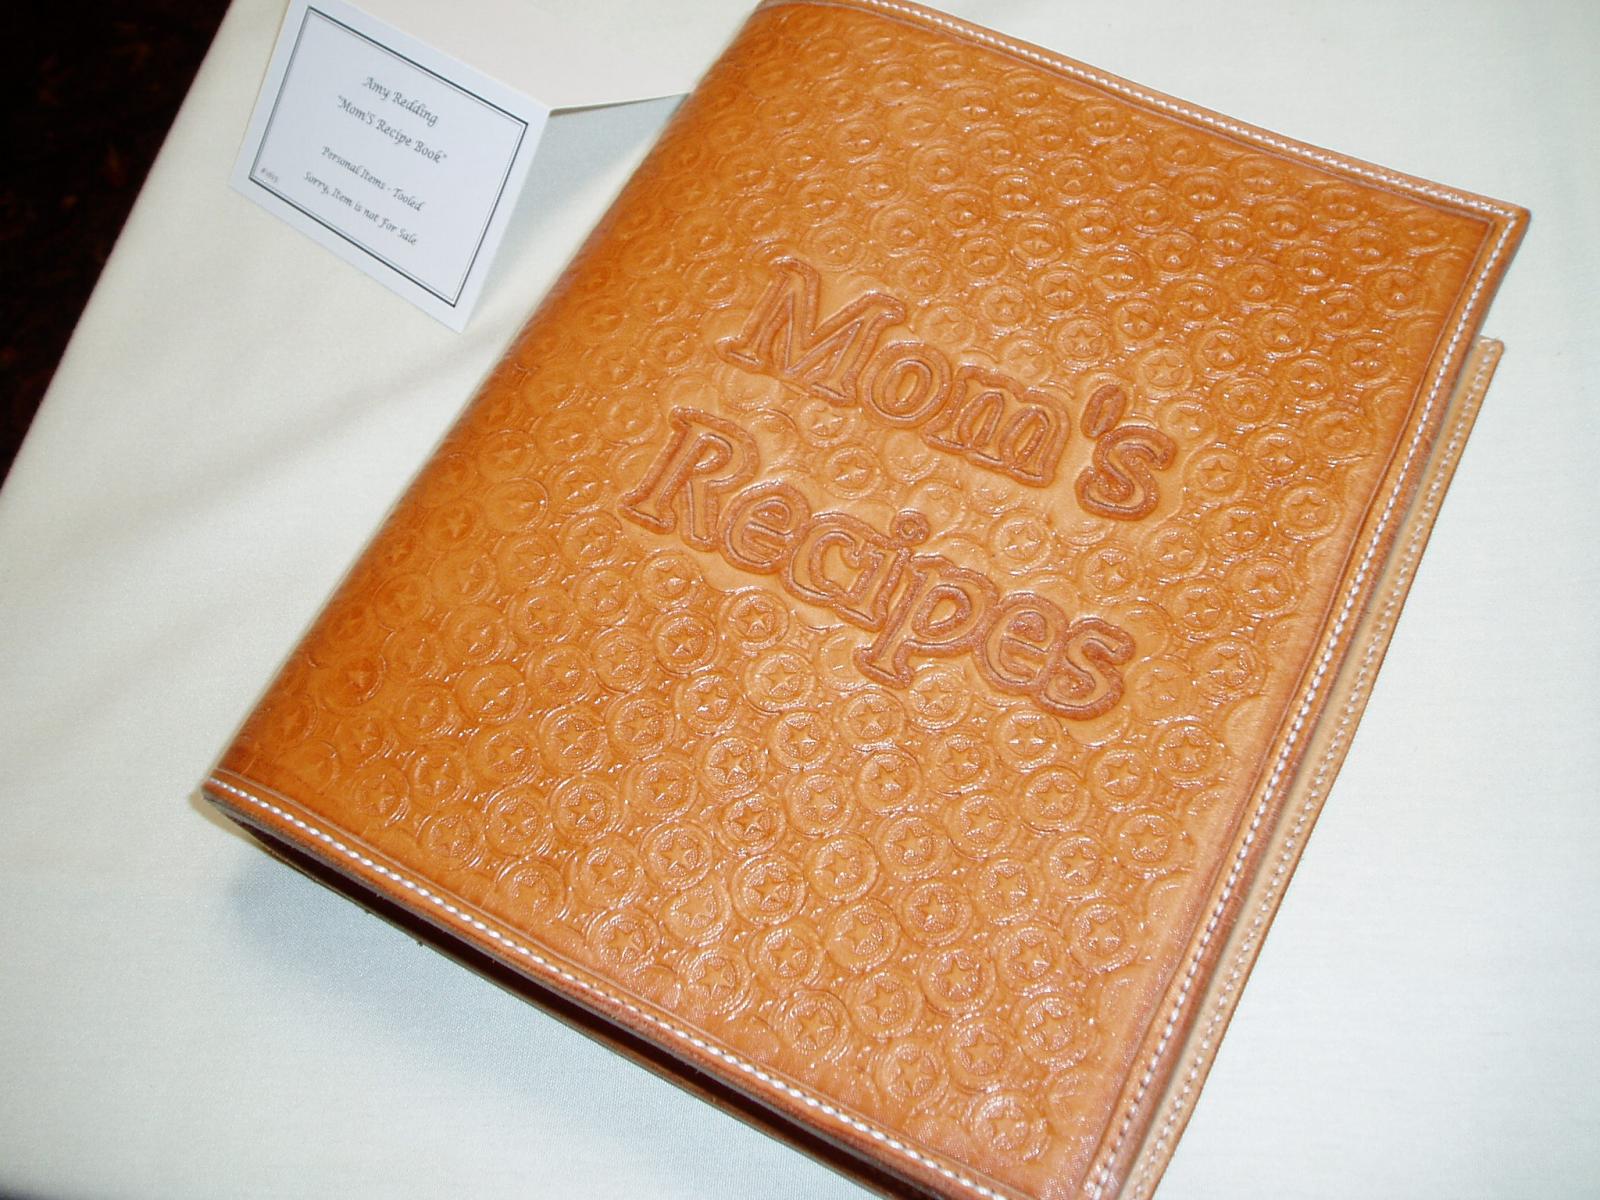 Amy Redding
"Mom'S Recipe Book"
Personal Items - Tooled
Sorry, Item is not For Sale
Mom's
Recipes